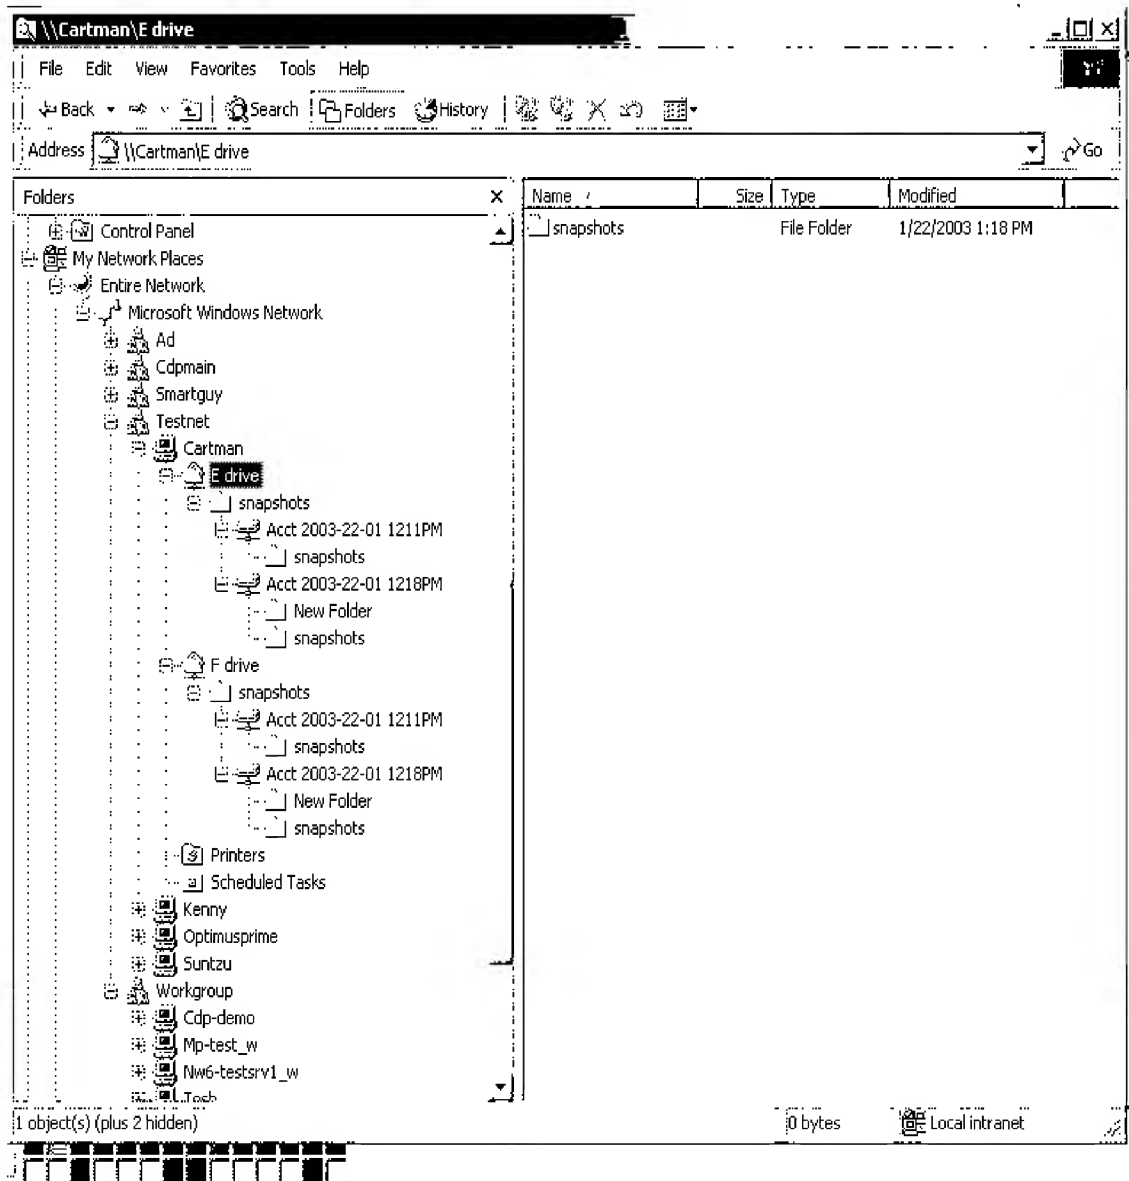 \\Cartman\E drive
File Edit View Favorites Tools Help
Back Search Folders History
Address \\Cartman\E drive Go
Folders
Name Size Type Modified
snapshots File Folder 1/22/2003 1:18 PM
Control Panel
My Network Places
Entire Network
Microsoft Windows Network
Ad
Cdpmain
Smartguy
Testnet
Cartman
E drive
snapshots
Acct 2003-22-01 1211PM
snapshots
Acct 2003-22-01 1218PM
New Folder
snapshots
F drive
snapshots
Acct 2003-22-01 1211PM
snapshots
Acct 2003-22-01 1218PM
New Folder
snapshots
Printers
Scheduled Tasks
Kenny
Optimusprime
Suntzu
Workgroup
Cdp-demo
Mp-test_w
Nw6-testsrv1_w
1 object(s) (plus 2 hidden) 0 bytes Local intranet